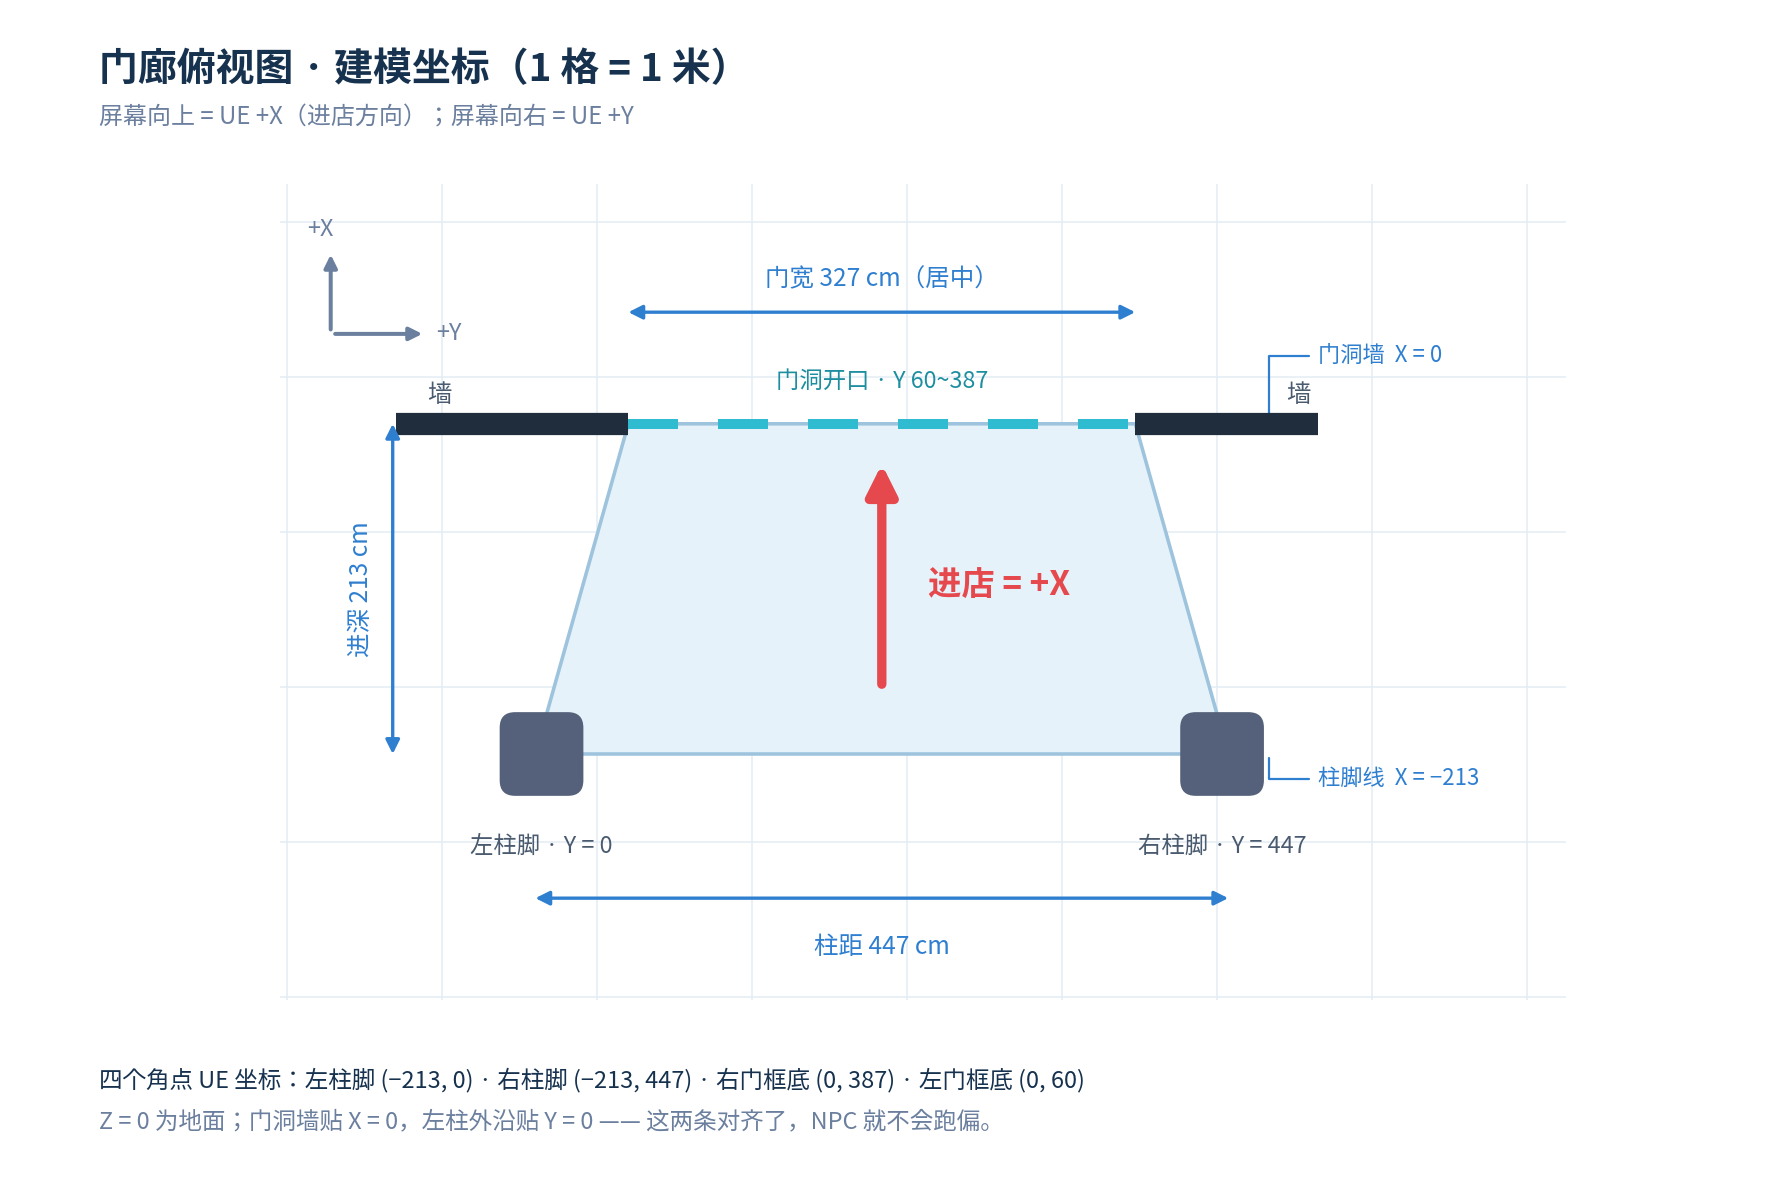 门廊俯视图 · 建模坐标（1 格 = 1 米）
屏幕向上 = UE +X（进店方向）；屏幕向右 = UE +Y
+X
门宽 327 cm（居中）
+Y
门洞墙 X = 0
门洞开口 · Y 60~387
墙
墙
进深 213 cm
进店 = +X
柱脚线 X = −213
左柱脚 · Y = 0
右柱脚 · Y = 447
柱距 447 cm
四个角点 UE 坐标：左柱脚 (−213, 0) · 右柱脚 (−213, 447) · 右门框底 (0, 387) · 左门框底 (0, 60)
Z = 0 为地面；门洞墙贴 X = 0，左柱外沿贴 Y = 0 —— 这两条对齐了，NPC 就不会跑偏。